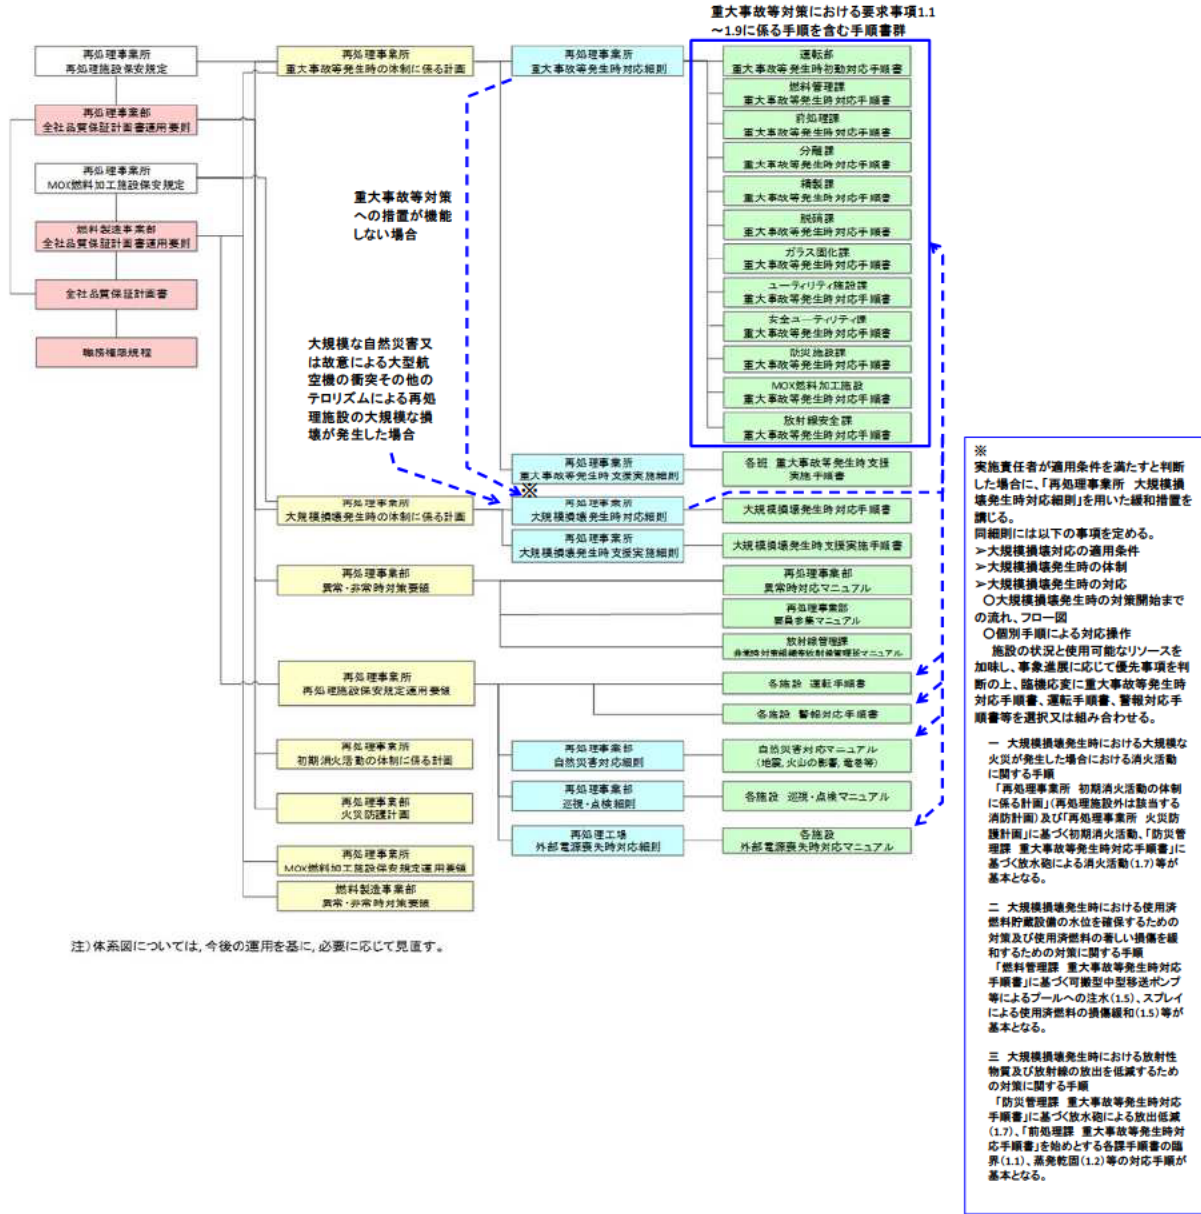 重大事故等対策における要求事項1.1
～1.9に係る手順を含む手順書群
再処理事業所
再処理施設保安規定
再処理事業部
全社品質保証計画書運用要則
再処理事業所
MOX燃料加工施設保安規定
燃料製造事業部
全社品質保証計画書運用要則
全社品質保証計画書
職務権限規程
再処理事業所
重大事故等発生時の体制に係る計画
再処理事業所
重大事故等発生時対応細則
運転部
重大事故等発生時初動対応手順書
燃料管理課
重大事故等発生時対応手順書
前処理課
重大事故等発生時対応手順書
分離課
重大事故等発生時対応手順書
精製課
重大事故等発生時対応手順書
脱硝課
重大事故等発生時対応手順書
ガラス固化課
重大事故等発生時対応手順書
ユーティリティ施設課
重大事故等発生時対応手順書
安全ユーティリティ課
重大事故等発生時対応手順書
防災施設課
重大事故等発生時対応手順書
MOX燃料加工施設
重大事故等発生時対応手順書
放射線安全課
重大事故等発生時対応手順書
重大事故等対策
への措置が機能
しない場合
大規模な自然災害又
は故意による大型航
空機の衝突その他の
テロリズムによる再処
理施設の大規模な損
壊が発生した場合
再処理事業所
重大事故等発生時支援実施細則
各班 重大事故等発生時支援
実施手順書
※
再処理事業所
大規模損壊発生時の体制に係る計画
再処理事業所
大規模損壊発生時対応細則
大規模損壊発生時対応手順書
再処理事業所
大規模損壊発生時支援実施細則
大規模損壊発生時支援実施手順書
再処理事業部
異常・非常時対策要領
再処理事業部
異常時対応マニュアル
再処理事業部
要員参集マニュアル
放射線管理課
再処理事業所
再処理施設保安規定運用要領
各施設 運転手順書
各施設 警報対応手順書
再処理事業所
初期消火活動の体制に係る計画
再処理事業部
自然災害対応細則
自然災害対応マニュアル
(地震, 火山の影響, 竜巻等)
再処理事業部
火災防護計画
再処理事業部
巡視・点検細則
各施設 巡視・点検マニュアル
再処理工場
外部電源喪失時対応細則
各施設
外部電源喪失時対応マニュアル
再処理事業所
MOX燃料加工施設保安規定運用要領
燃料製造事業部
異常・非常時対策要領
注)体系図については, 今後の運用を基に, 必要に応じて見直す。
※
実施責任者が適用条件を満たすと判断
した場合に、「再処理事業所 大規模損
壊発生時対応細則」を用いた緩和措置を
講じる。
同細則には以下の事項を定める。
➢大規模損壊対応の適用条件
➢大規模損壊発生時の体制
➢大規模損壊発生時の対応
〇大規模損壊発生時の対策開始まで
の流れ、フロー図
〇個別手順による対応操作
施設の状況と使用可能なリソースを
加味し、事象進展に応じて優先事項を判
断の上、臨機応変に重大事故等発生時
対応手順書、運転手順書、警報対応手
順書等を選択又は組み合わせる。
一 大規模損壊発生時における大規模な
火災が発生した場合における消火活動
に関する手順
「再処理事業所 初期消火活動の体制
に係る計画」(再処理施設外は該当する
消防計画)及び「再処理事業所 火災防
護計画」に基づく初期消火活動、「防災管
理課 重大事故等発生時対応手順書」に
基づく放水砲による消火活動(1.7)等が
基本となる。
二 大規模損壊発生時における使用済
燃料貯蔵設備の水位を確保するための
対策及び使用済燃料の著しい損傷を緩
和するための対策に関する手順
「燃料管理課 重大事故等発生時対応
手順書」に基づく可搬型中型移送ポンプ
等によるプールへの注水(1.5)、スプレイ
による使用済燃料の損傷緩和(1.5)等が
基本となる。
三 大規模損壊発生時における放射性
物質及び放射線の放出を低減するため
の対策に関する手順
「防災管理課 重大事故等発生時対応
手順書」に基づく放水砲による放出低減
(1.7)、「前処理課 重大事故等発生時対
応手順書」を始めとする各課手順書の臨
界(1.1)、蒸発乾固(1.2)等の対応手順が
基本となる。